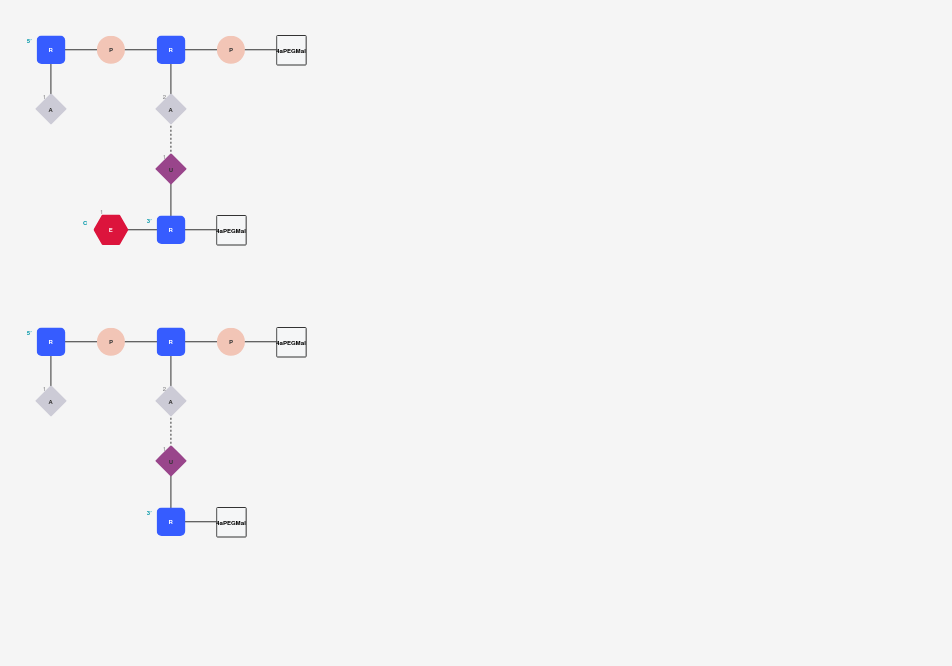 5' R P R P 4aPEGMal
1 A 2 A
1 U
C 1 E 3' R 4aPEGMal
5' R P R P 4aPEGMal
1 A 2 A
1 U
3' R 4aPEGMal